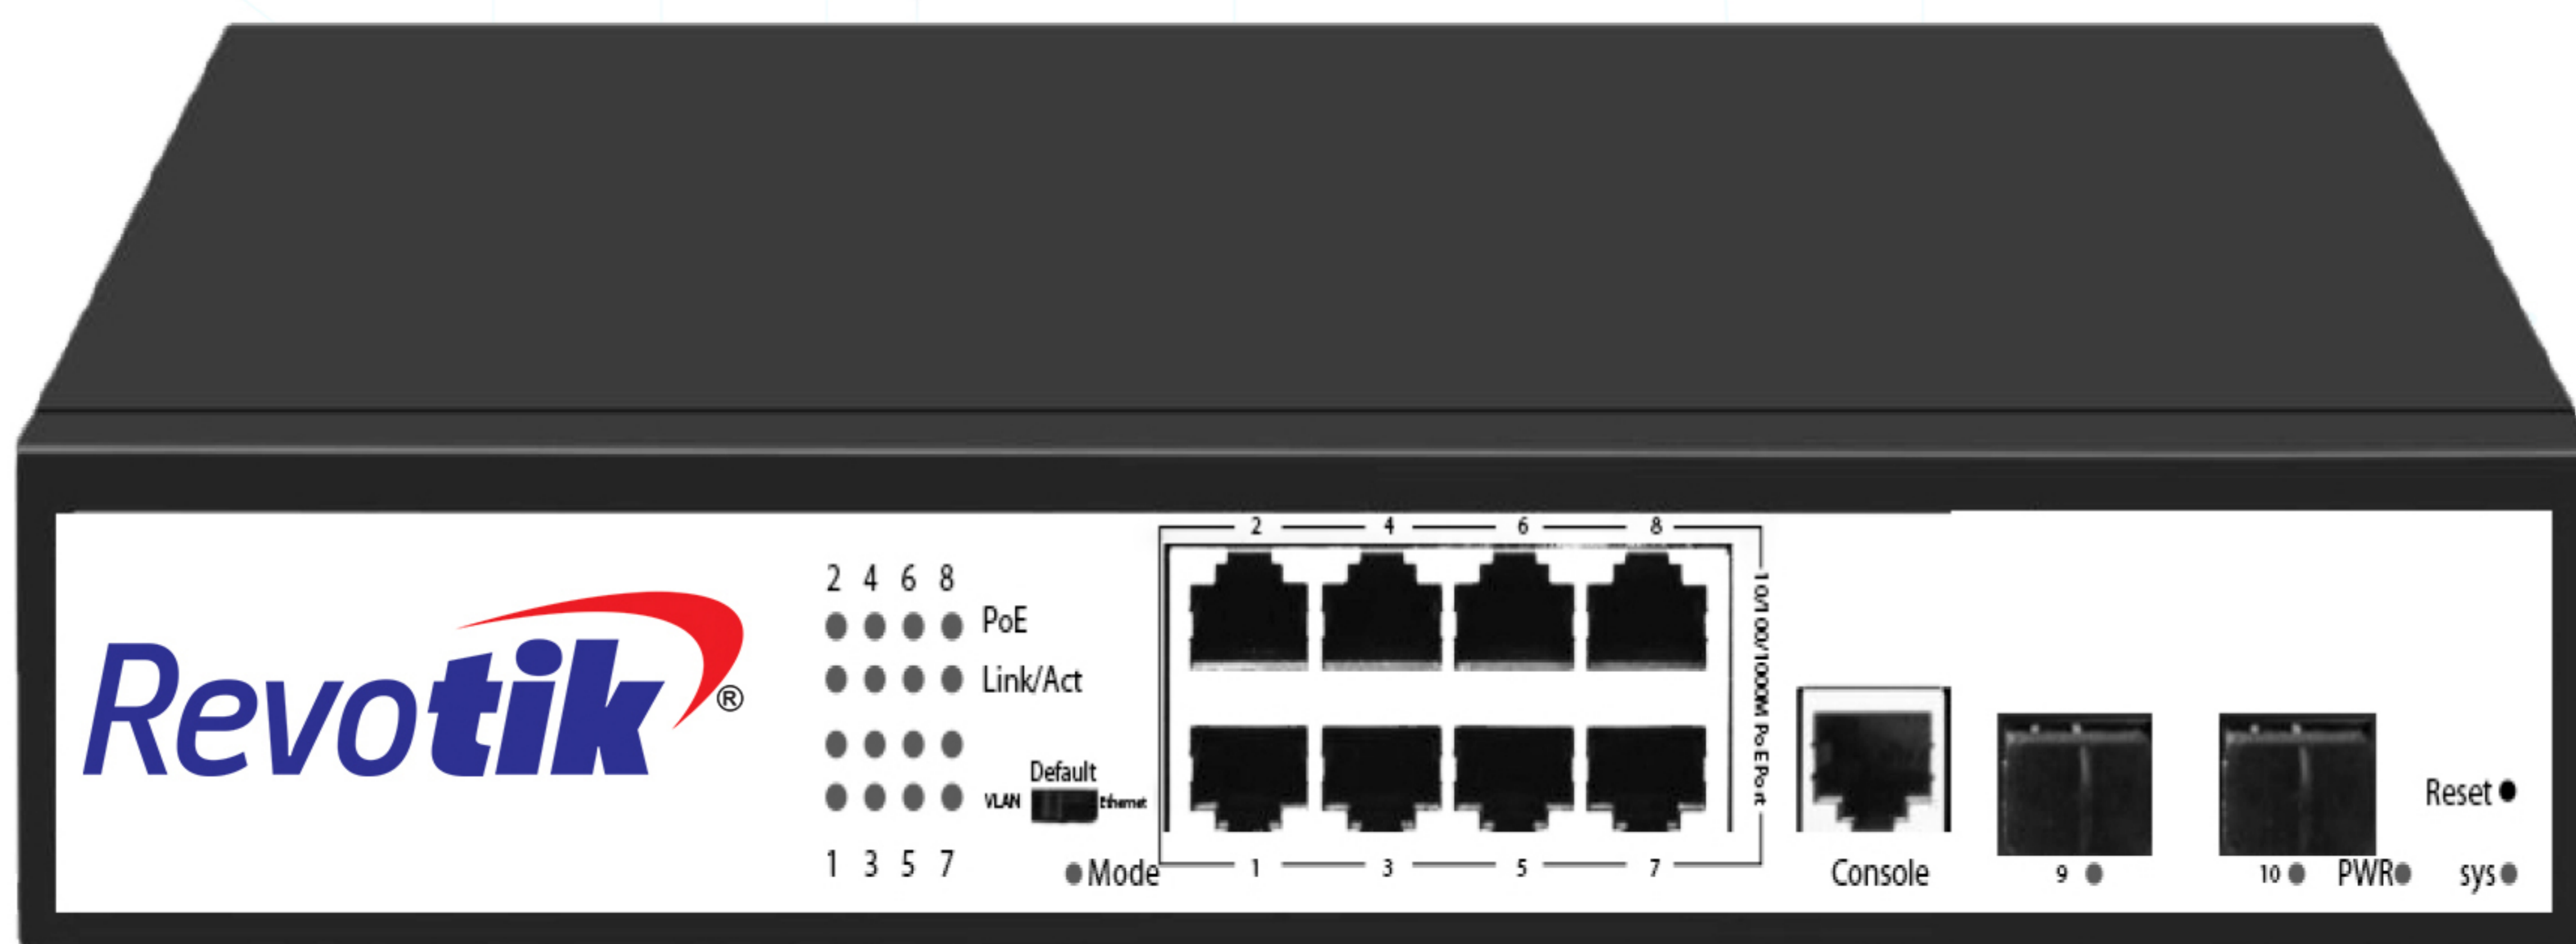 Revotik®
2 4 6 8
PoE
Link/Act
VLAN
Default
Ethernet
1 3 5 7
Mode
2 4 6 8
10/100/1000M PoE Port
1 3 5 7
Console
9
10
PWR
Reset
sys